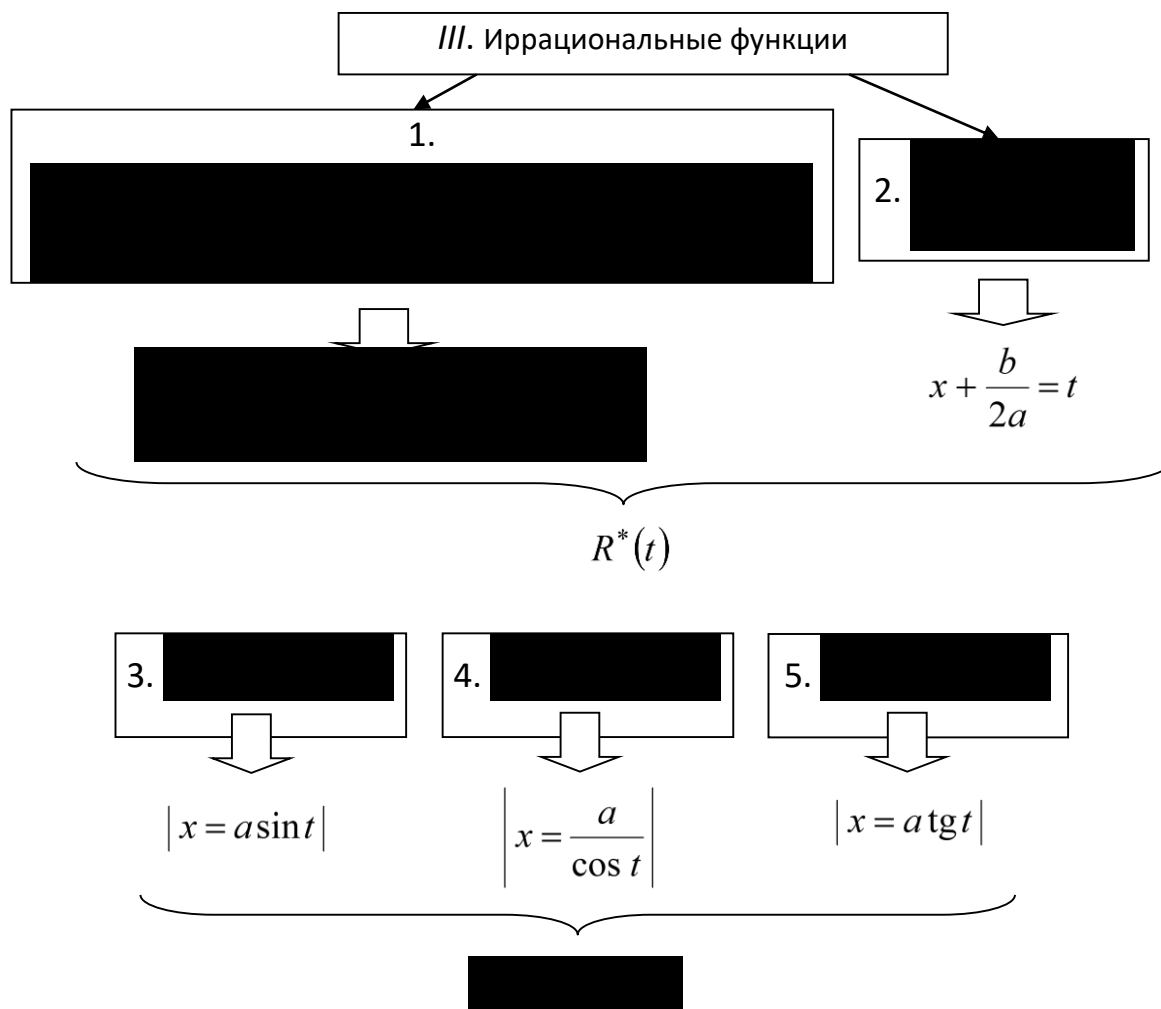 III. Иррациональные функции
1.
2.
x + b/2a = t
R*(t)
3.
4.
5.
|x = a sin t|
|x = a/cos t|
|x = a tg t|